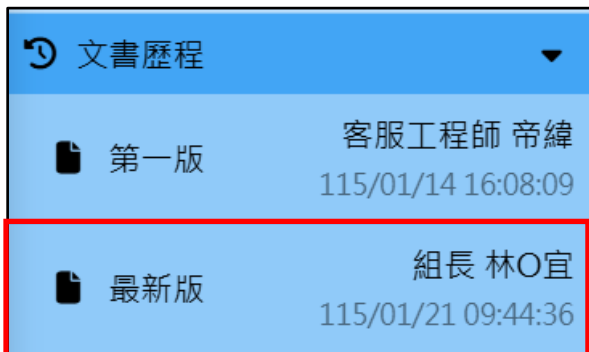 文書歷程
第一版
客服工程師 帝緯
115/01/14 16:08:09
最新版
組長 林O宜
115/01/21 09:44:36